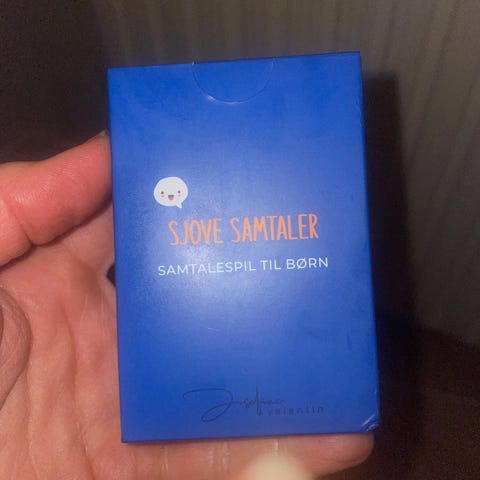 SJOVE SAMTALER
SAMTALESPIL TIL BØRN
valentin